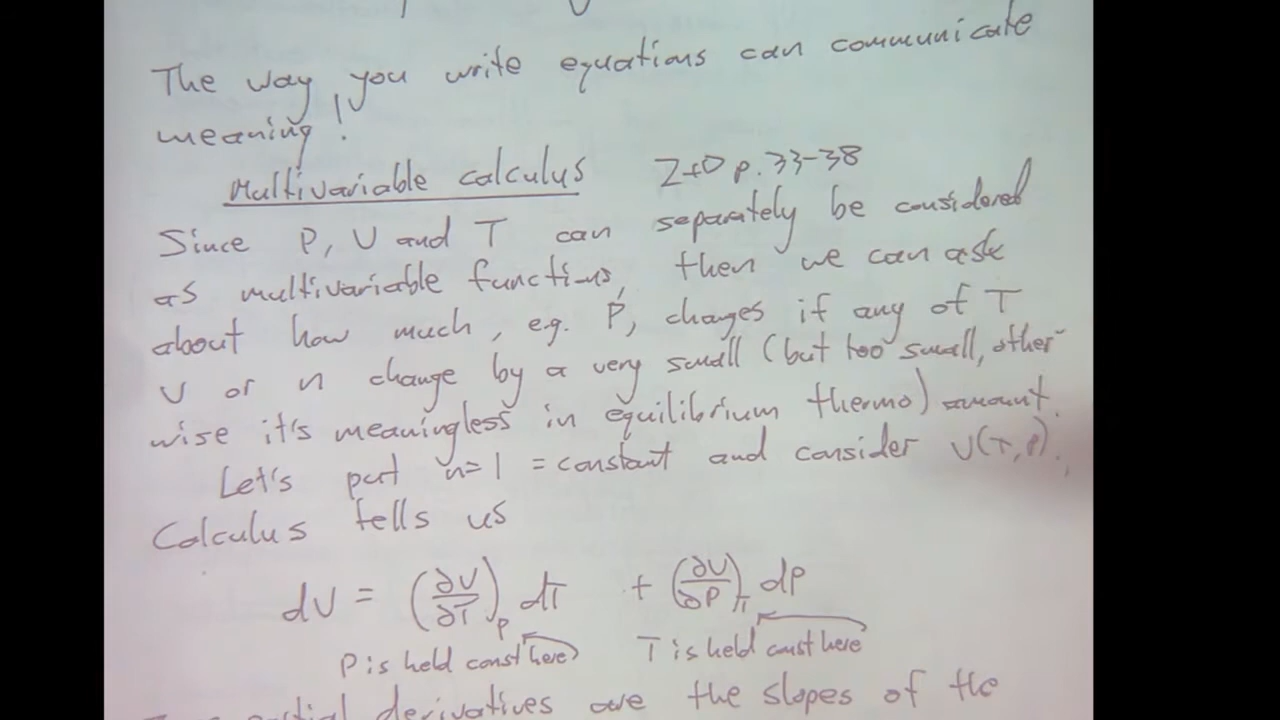 The way you write equations can communicate
meaning!
Multivariable calculus Z+D p. 33-38
Since P, V and T can separately be considered
as multivariable functions, then we can ask
about how much, e.g. P, changes if any of T
V or n change by a very small (but too small, other-
wise it's meaningless in equilibrium thermo) amount.
Let's put n=1 = constant and consider V(T,P).
Calculus tells us
dV = (∂V/∂T)_P dT + (∂V/∂P)_T dP
P is held const here T is held const here
partial derivatives are the slopes of the